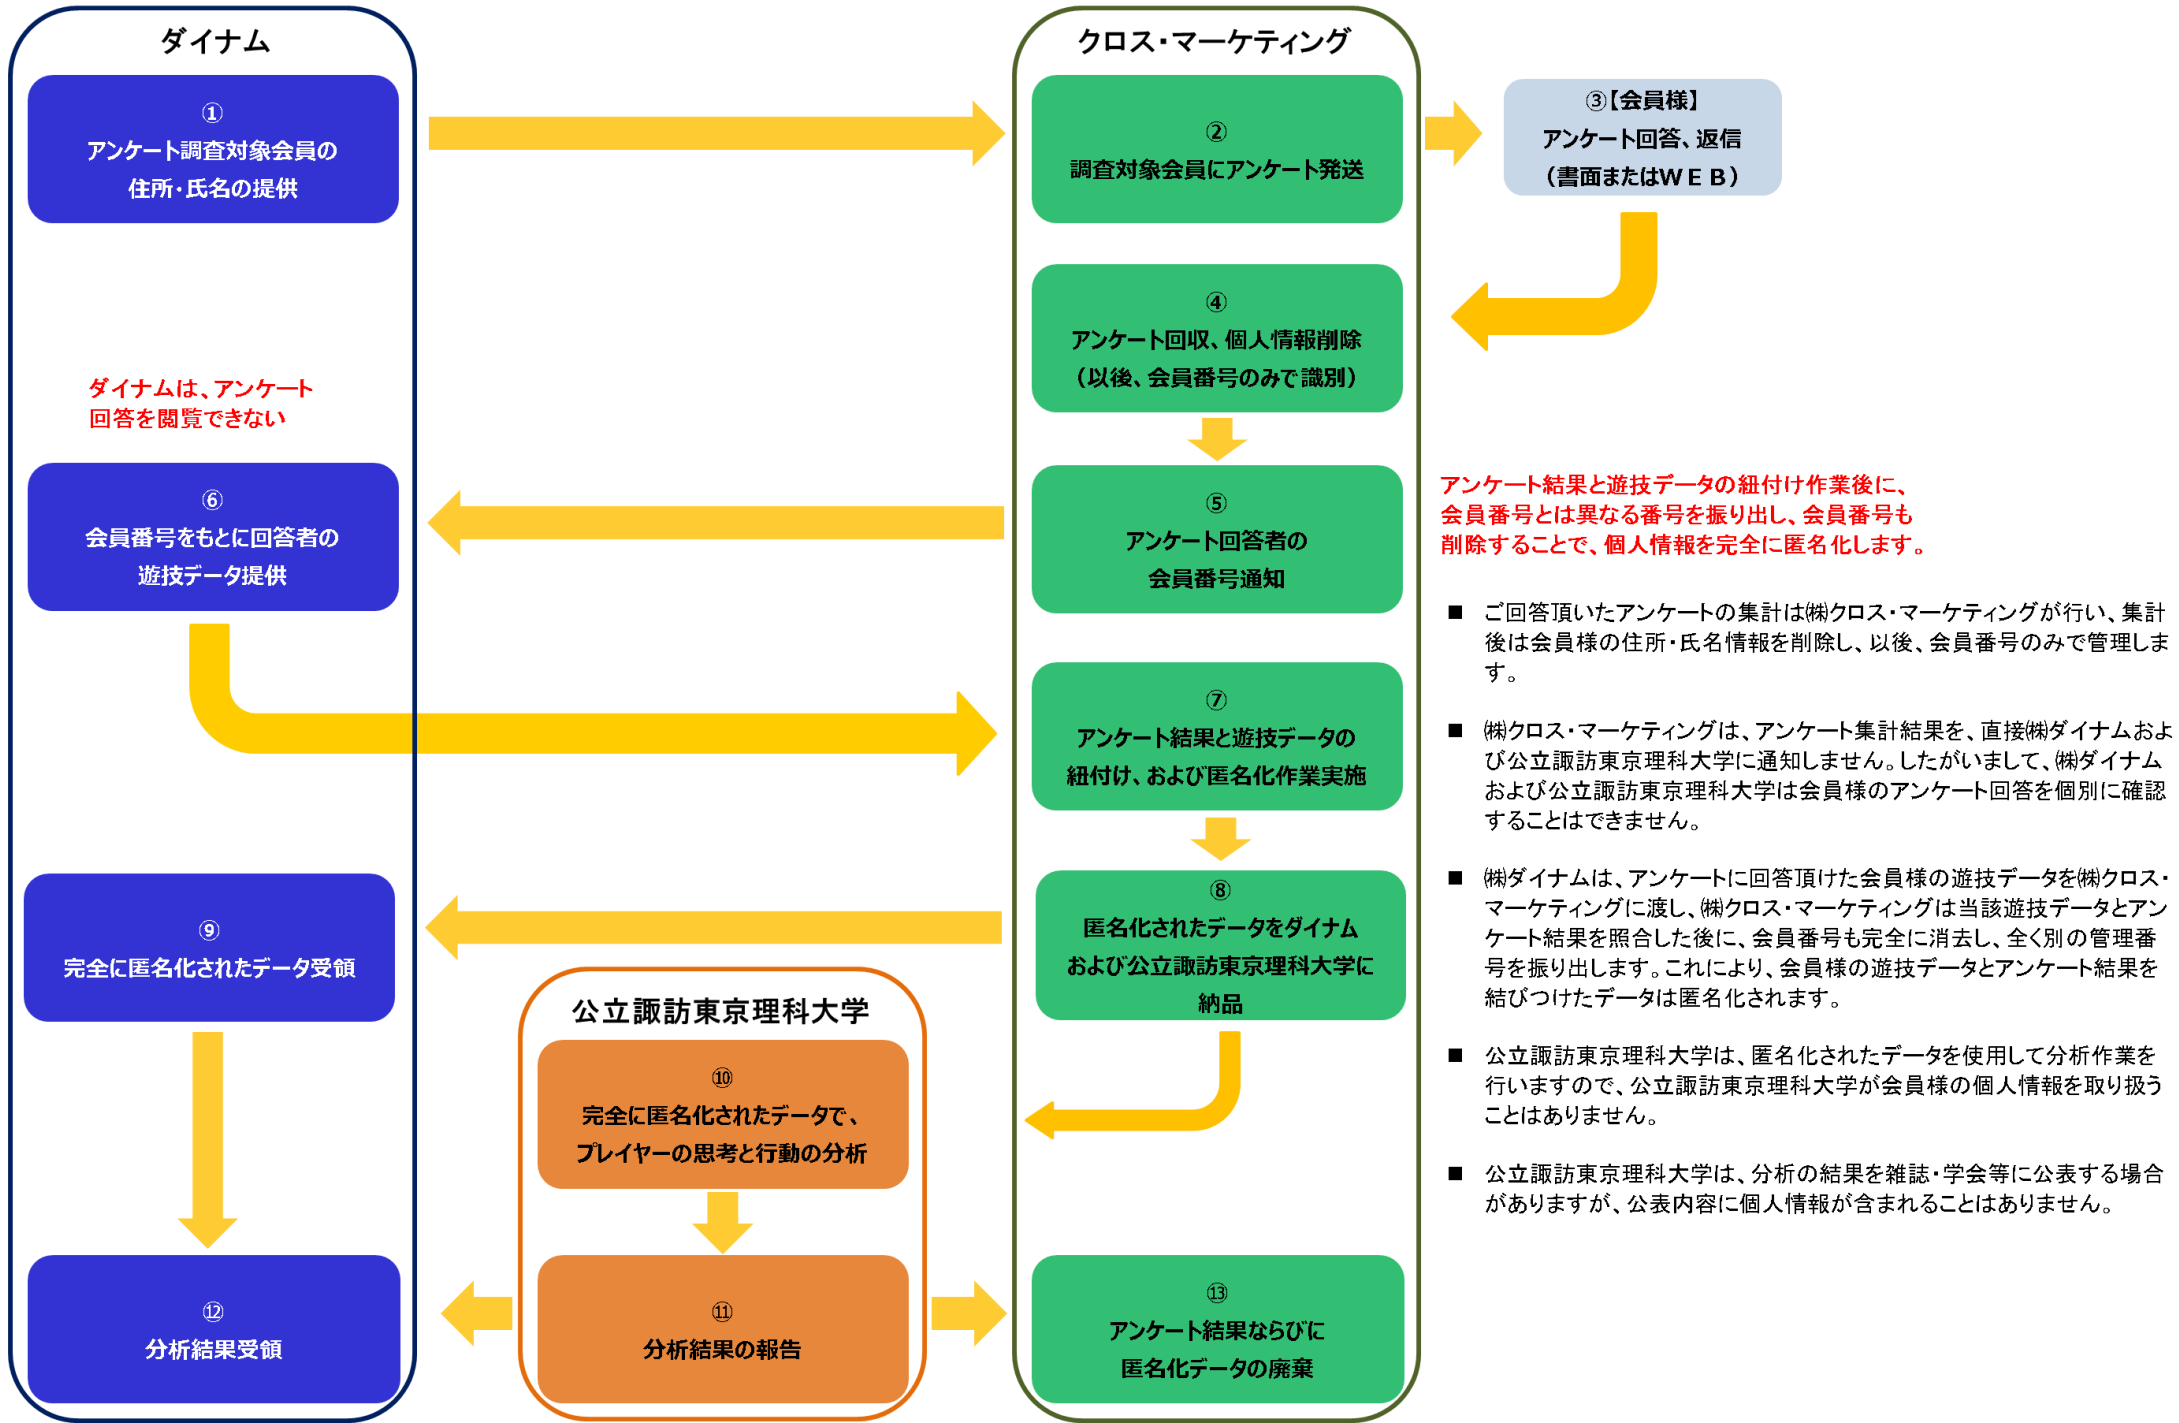 ダイナム
①
アンケート調査対象会員の
住所・氏名の提供
クロス・マーケティング
②
調査対象会員にアンケート発送
③【会員様】
アンケート回答、返信
（書面またはＷＥＢ）
④
アンケート回収、個人情報削除
（以後、会員番号のみで識別）
ダイナムは、アンケート
回答を閲覧できない
⑤
アンケート回答者の
会員番号通知
⑥
会員番号をもとに回答者の
遊技データ提供
⑦
アンケート結果と遊技データの
紐付け、および匿名化作業実施
⑧
匿名化されたデータをダイナム
および公立諏訪東京理科大学に
納品
⑨
完全に匿名化されたデータ受領
公立諏訪東京理科大学
⑩
完全に匿名化されたデータで、
プレイヤーの思考と行動の分析
⑪
分析結果の報告
⑫
分析結果受領
⑬
アンケート結果ならびに
匿名化データの廃棄
アンケート結果と遊技データの紐付け作業後に、
会員番号とは異なる番号を振り出し、会員番号も
削除することで、個人情報を完全に匿名化します。
■ ご回答頂いたアンケートの集計は㈱クロス・マーケティングが行い、集計
後は会員様の住所・氏名情報を削除し、以後、会員番号のみで管理しま
す。
■ ㈱クロス・マーケティングは、アンケート集計結果を、直接㈱ダイナムおよ
び公立諏訪東京理科大学に通知しません。したがいまして、㈱ダイナム
および公立諏訪東京理科大学は会員様のアンケート回答を個別に確認
することはできません。
■ ㈱ダイナムは、アンケートに回答頂けた会員様の遊技データを㈱クロス・
マーケティングに渡し、㈱クロス・マーケティングは当該遊技データとアン
ケート結果を照合した後に、会員番号も完全に消去し、全く別の管理番
号を振り出します。これにより、会員様の遊技データとアンケート結果を
結びつけたデータは匿名化されます。
■ 公立諏訪東京理科大学は、匿名化されたデータを使用して分析作業を
行いますので、公立諏訪東京理科大学が会員様の個人情報を取り扱う
ことはありません。
■ 公立諏訪東京理科大学は、分析の結果を雑誌・学会等に公表する場合
がありますが、公表内容に個人情報が含まれることはありません。